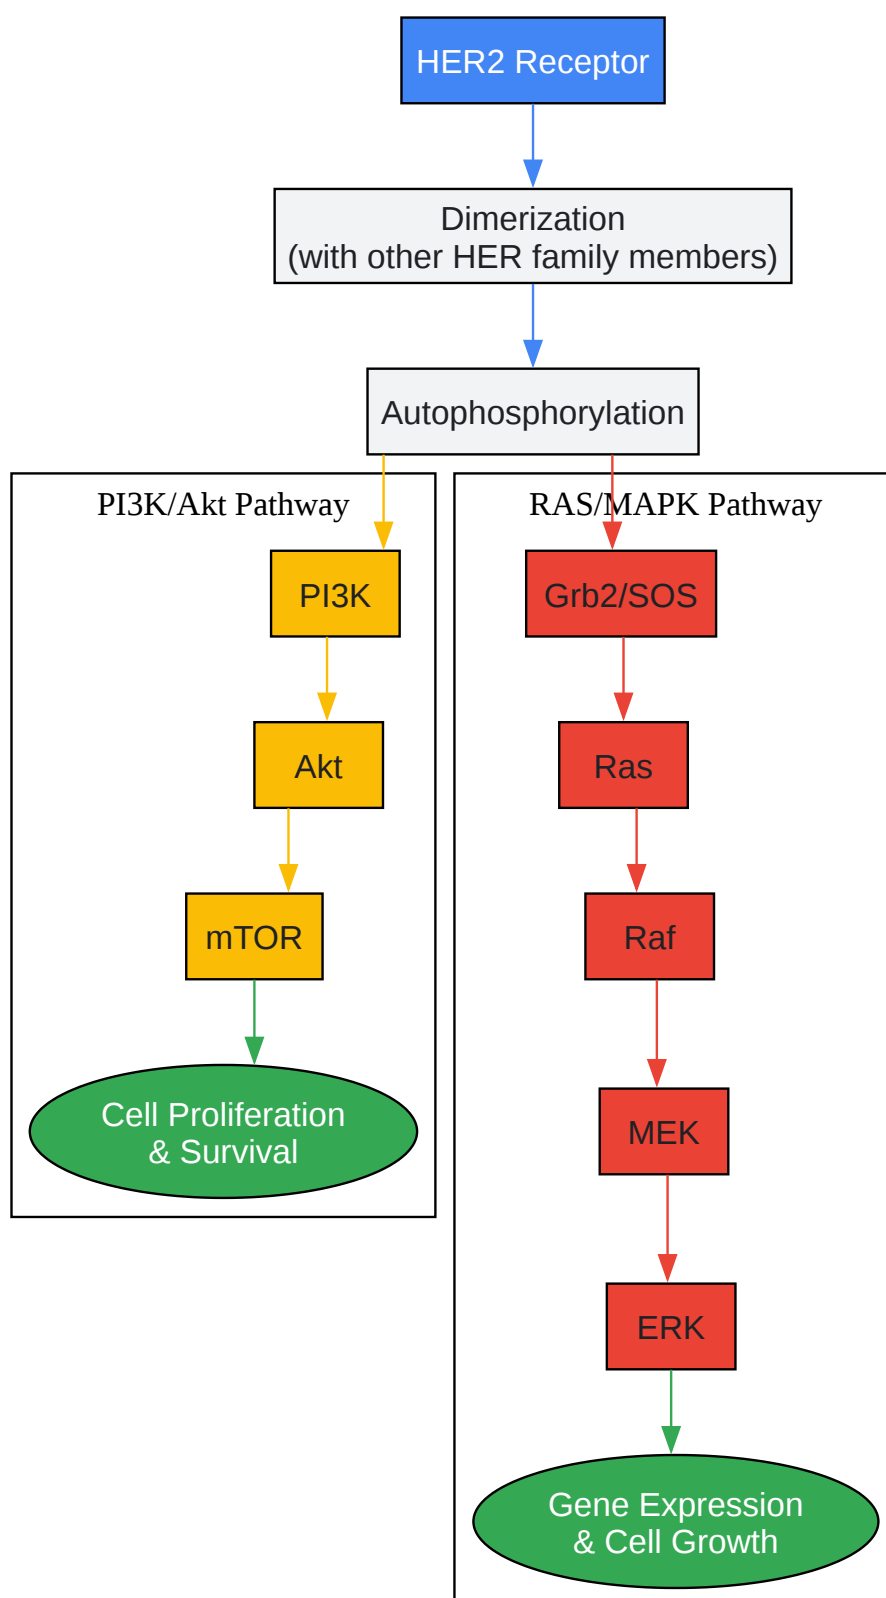 HER2 Receptor
Dimerization
(with other HER family members)
Autophosphorylation
PI3K/Akt Pathway
PI3K
Akt
mTOR
Cell Proliferation
& Survival
RAS/MAPK Pathway
Grb2/SOS
Ras
Raf
MEK
ERK
Gene Expression
& Cell Growth